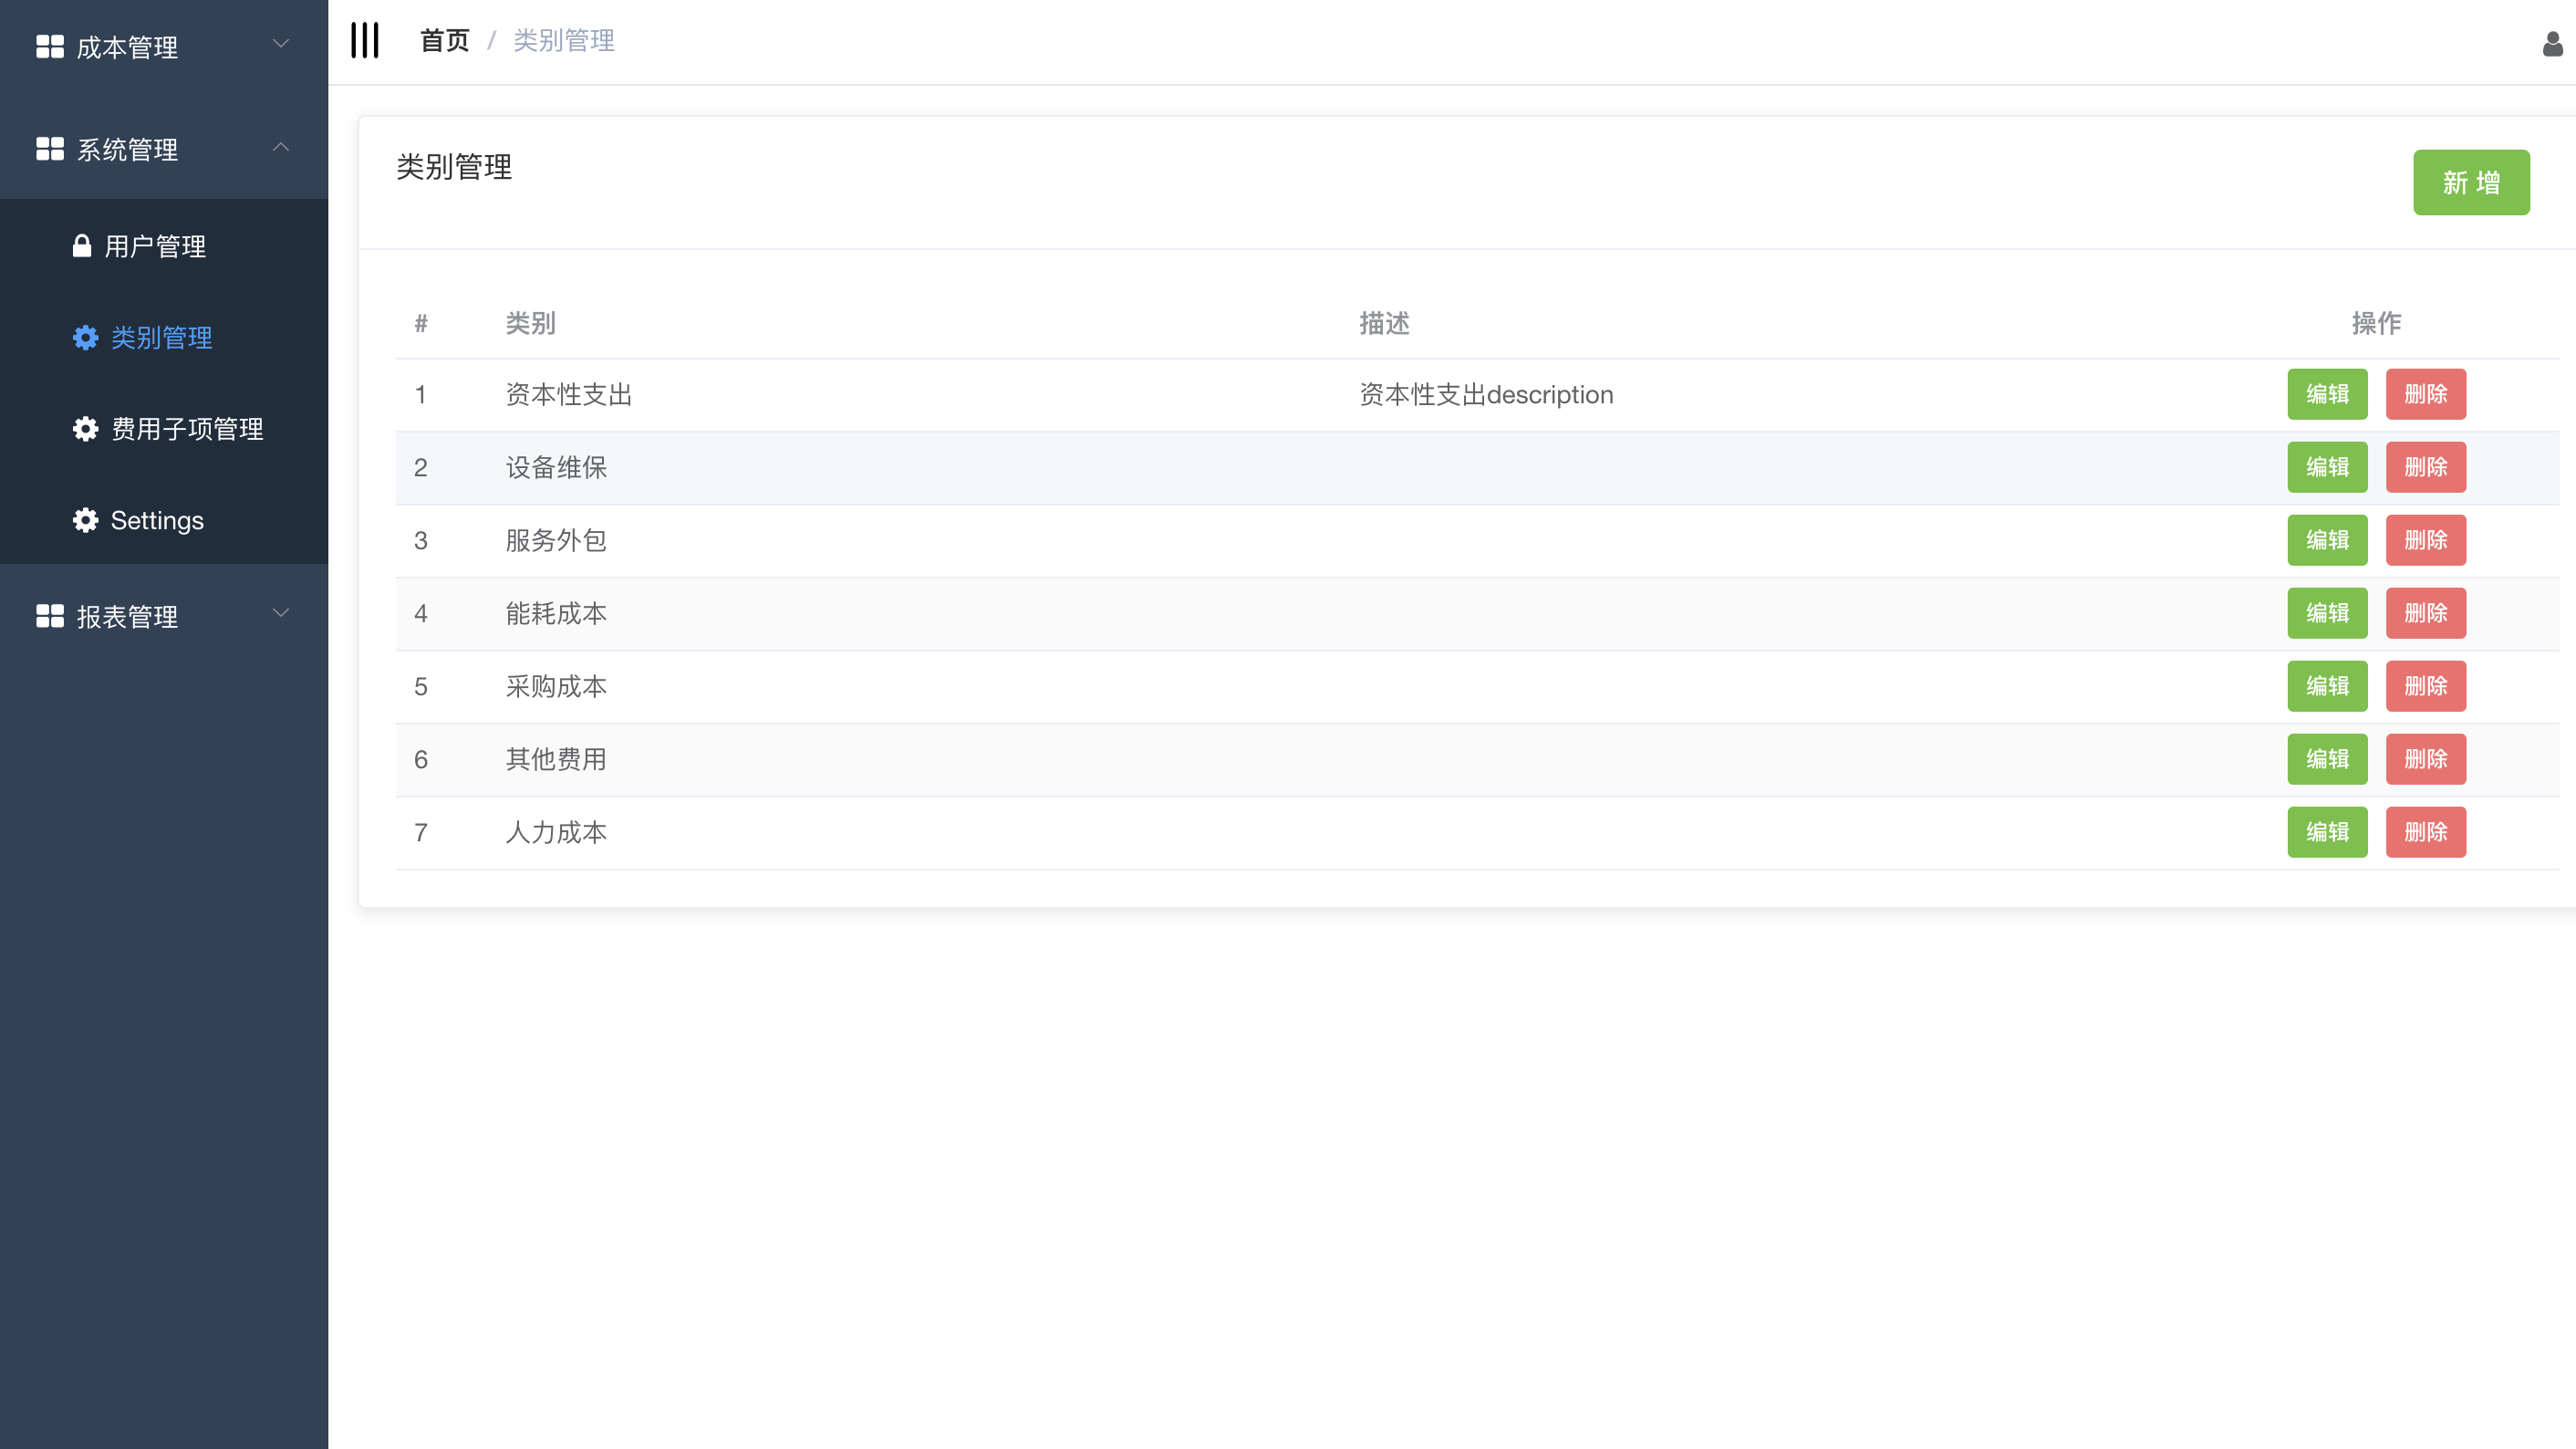 成本管理
系统管理
用户管理
类别管理
费用子项管理
Settings
报表管理
首页 / 类别管理
类别管理
新 增
# 类别 描述 操作
1 资本性支出 资本性支出description 编辑 删除
2 设备维保 编辑 删除
3 服务外包 编辑 删除
4 能耗成本 编辑 删除
5 采购成本 编辑 删除
6 其他费用 编辑 删除
7 人力成本 编辑 删除